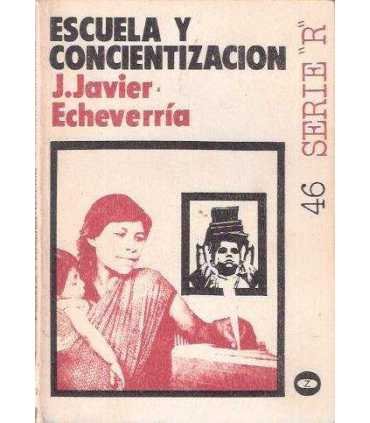 ESCUELA Y
CONCIENTIZACION
J.Javier
Echeverría
46 SERIE "R"
Z